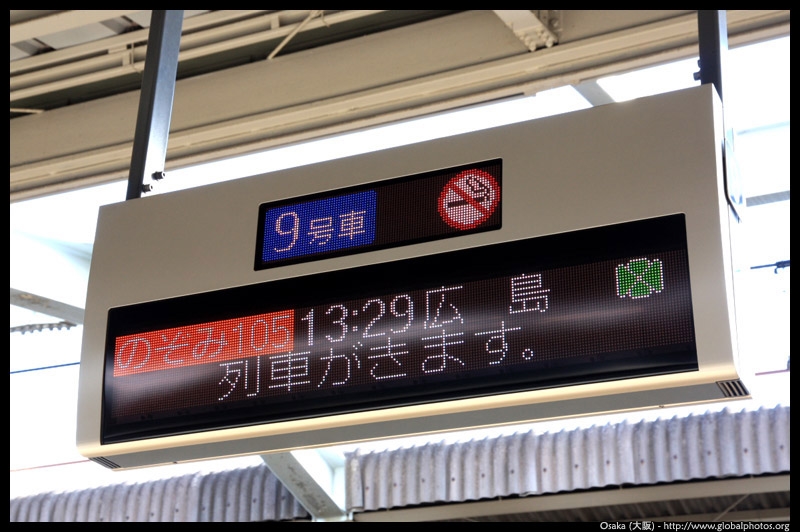 9号車
のぞみ105 13:29 広 島
列車がきます。
Osaka (大阪) - http://www.globalphotos.org